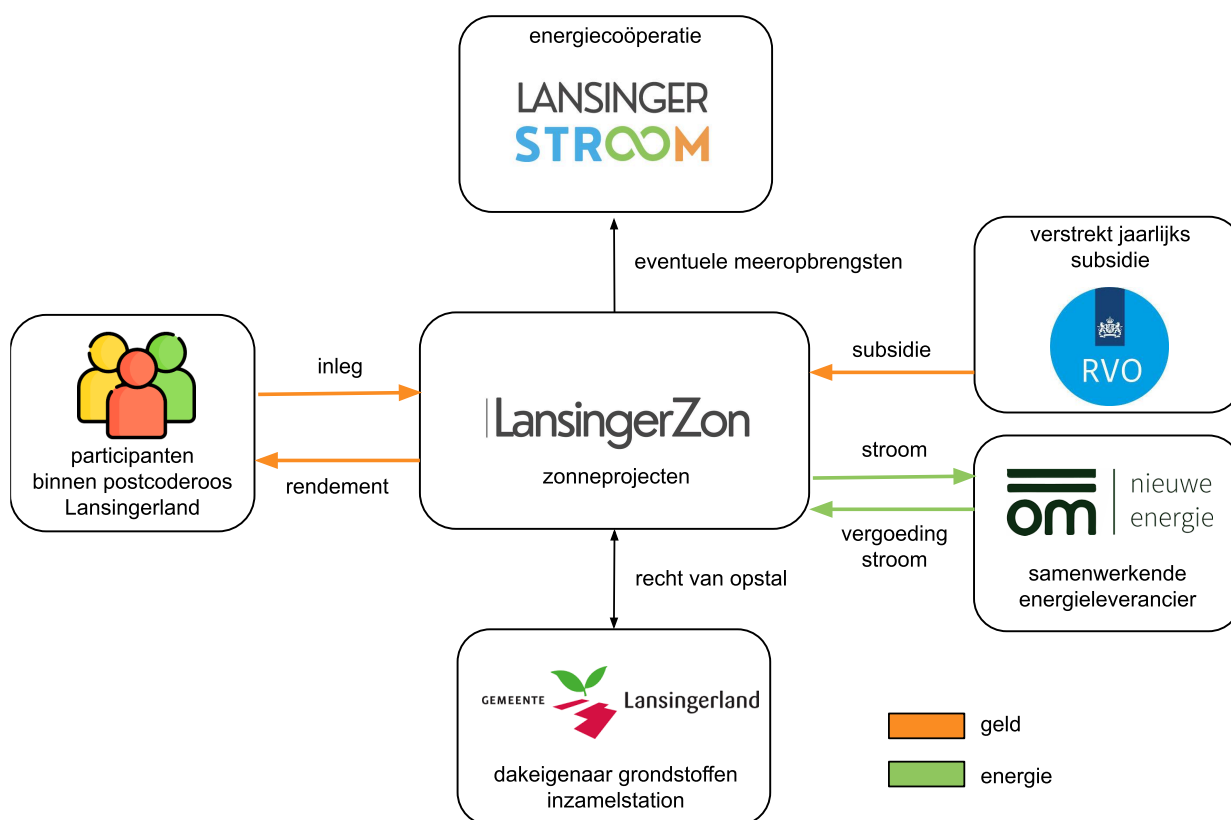 energiecoöperatie
LANSINGER
STROOM
eventuele meeropbrengsten
verstrekt jaarlijks
subsidie
RVO
participanten
binnen postcoderoos
Lansingerland
inleg
rendement
LansingerZon
zonneprojecten
subsidie
stroom
vergoeding
stroom
om
nieuwe
energie
samenwerkende
energieleverancier
recht van opstal
GEMEENTE Lansingerland
dakeigenaar grondstoffen
inzamelstation
geld
energie